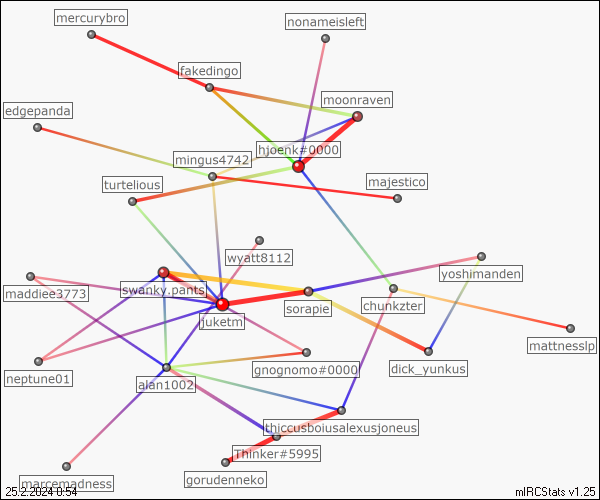 mercurybro
nonameisleft
fakedingo
moonraven
edgepanda
hjoenk#0000
mingus4742
turtelious
majestico
wyatt8112
yoshimanden
swanky.pants
maddiee3773
chunkzter
sorapie
juketm
mattnesslp
gnognomo#0000
dick_yunkus
neptune01
alan1002
thiccusboiusalexusjoneus
Thinker#5995
marcemadness
gorudenneko
25.2.2024 0:54
mIRCStats v1.25